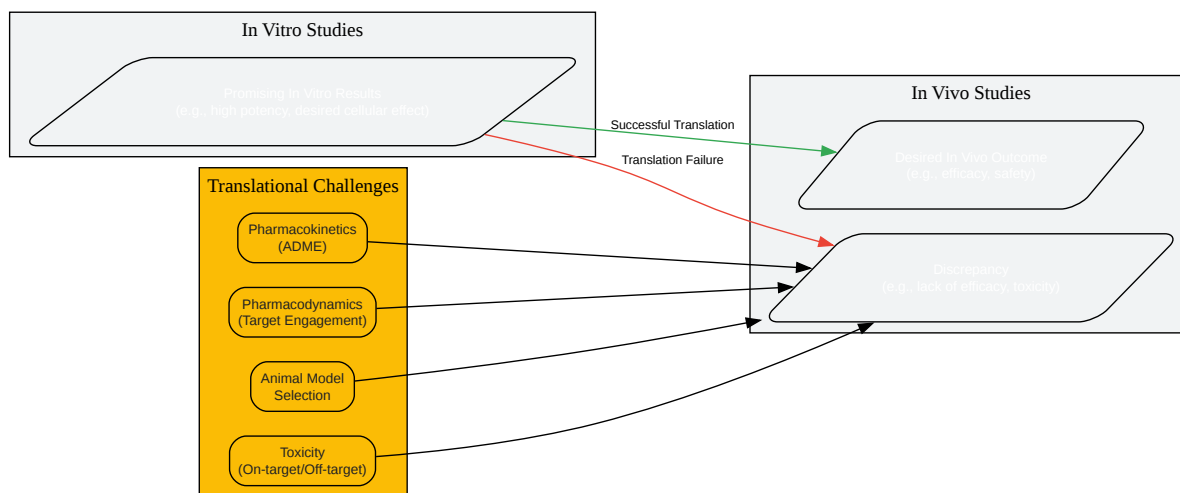 In Vitro Studies
Promising In Vitro Results
(e.g., high potency, desired cellular effect)
Successful Translation
Translation Failure
In Vivo Studies
Desired In Vivo Outcome
(e.g., efficacy, safety)
Discrepancy
(e.g., lack of efficacy, toxicity)
Translational Challenges
Pharmacokinetics
(ADME)
Pharmacodynamics
(Target Engagement)
Animal Model
Selection
Toxicity
(On-target/Off-target)